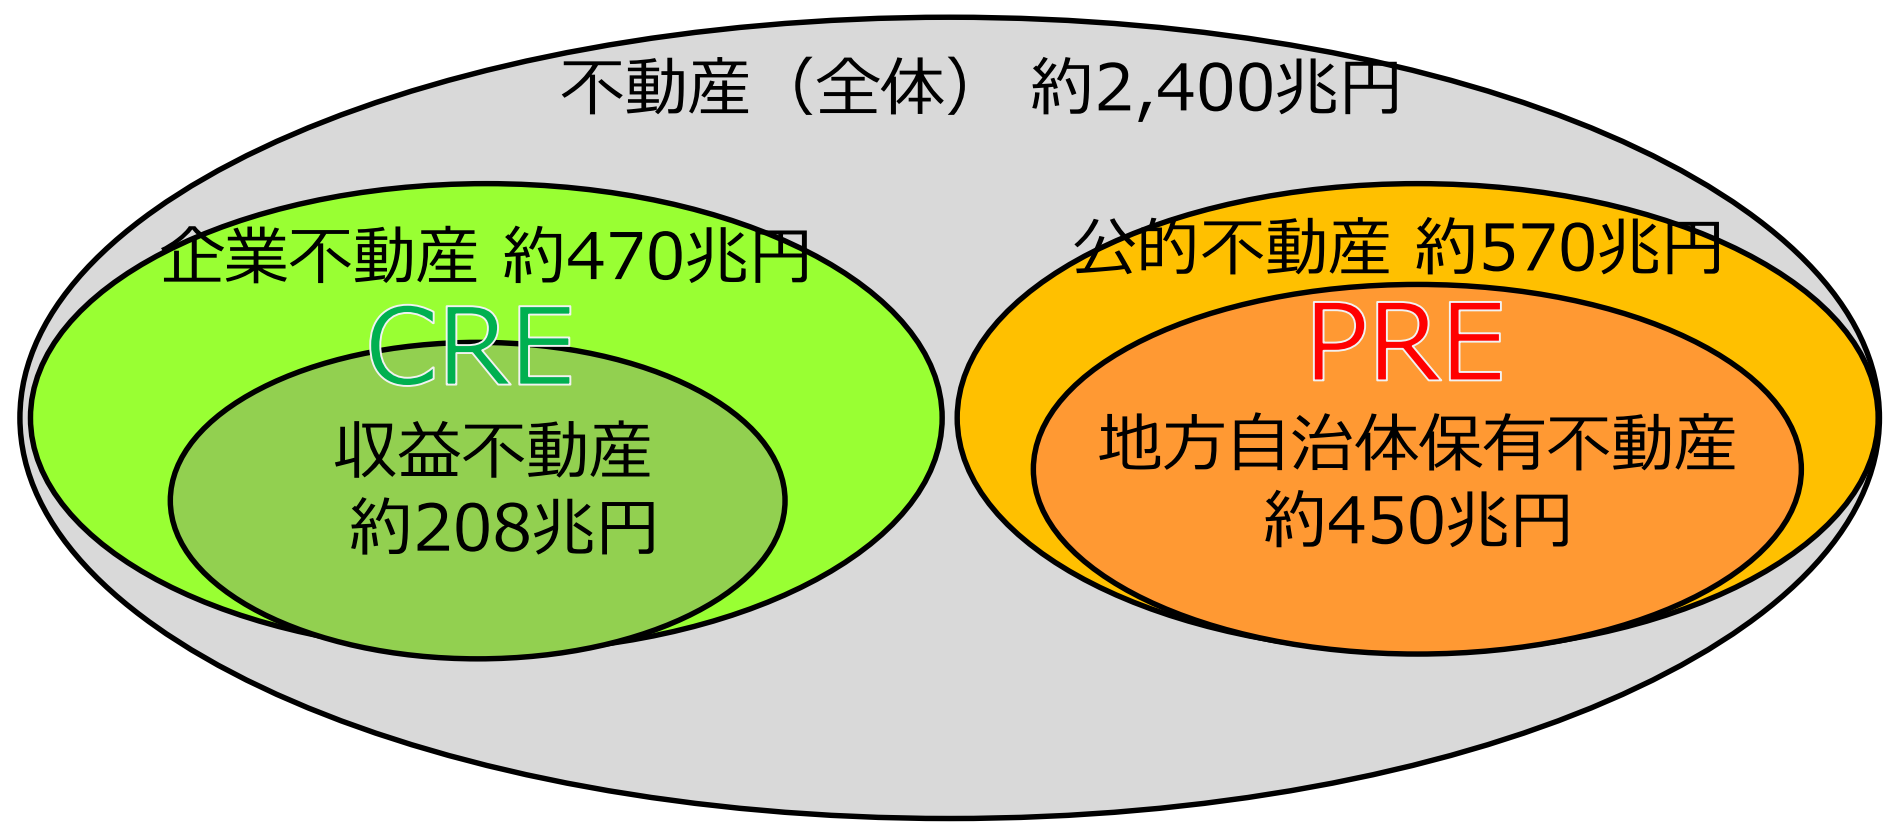 不動産（全体） 約2,400兆円
企業不動産 約470兆円
CRE
収益不動産
約208兆円
公的不動産 約570兆円
PRE
地方自治体保有不動産
約450兆円